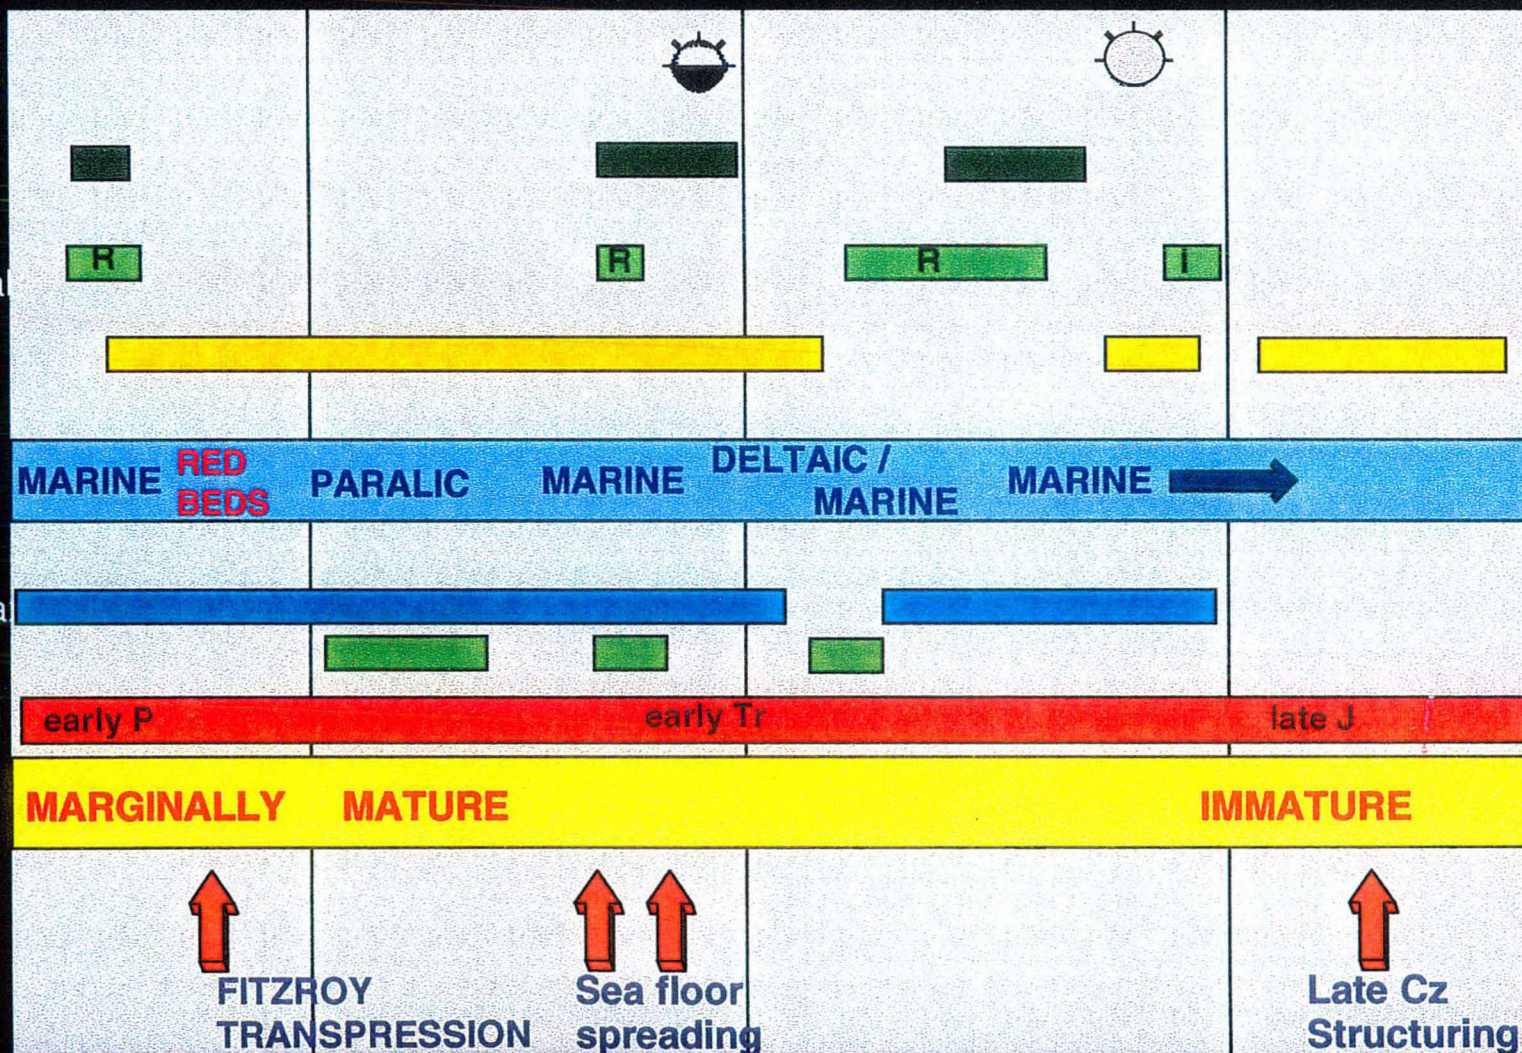 R
R
R
i
MARINE
RED
BEDS
PARALIC
MARINE
DELTAIC /
MARINE
MARINE
early P
early Tr
late J
MARGINALLY MATURE
IMMATURE
FITZROY
TRANSPRESSION
Sea floor
spreading
Late Cz
Structuring